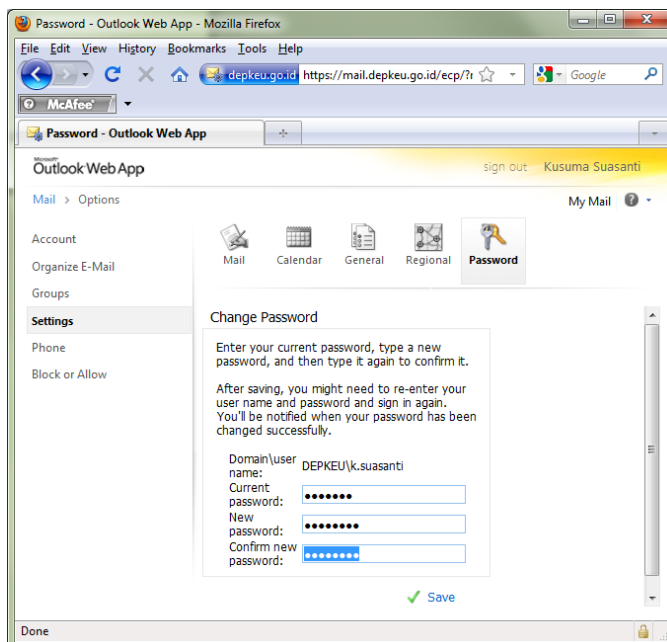 Password - Outlook Web App - Mozilla Firefox
File Edit View History Bookmarks Tools Help
depkeu.go.id https://mail.depkeu.go.id/ecp/?r Google
McAfee
Password - Outlook Web App
Microsoft
Outlook Web App
sign out Kusuma Suasanti
Mail > Options
My Mail
Account
Organize E-Mail
Groups
Settings
Phone
Block or Allow
Mail Calendar General Regional Password
Change Password
Enter your current password, type a new
password, and then type it again to confirm it.
After saving, you might need to re-enter your
user name and password and sign in again.
You'll be notified when your password has been
changed successfully.
Domain\user
name:
DEPKEU\k.suasanti
Current
password:
New
password:
Confirm new
password:
Save
Done